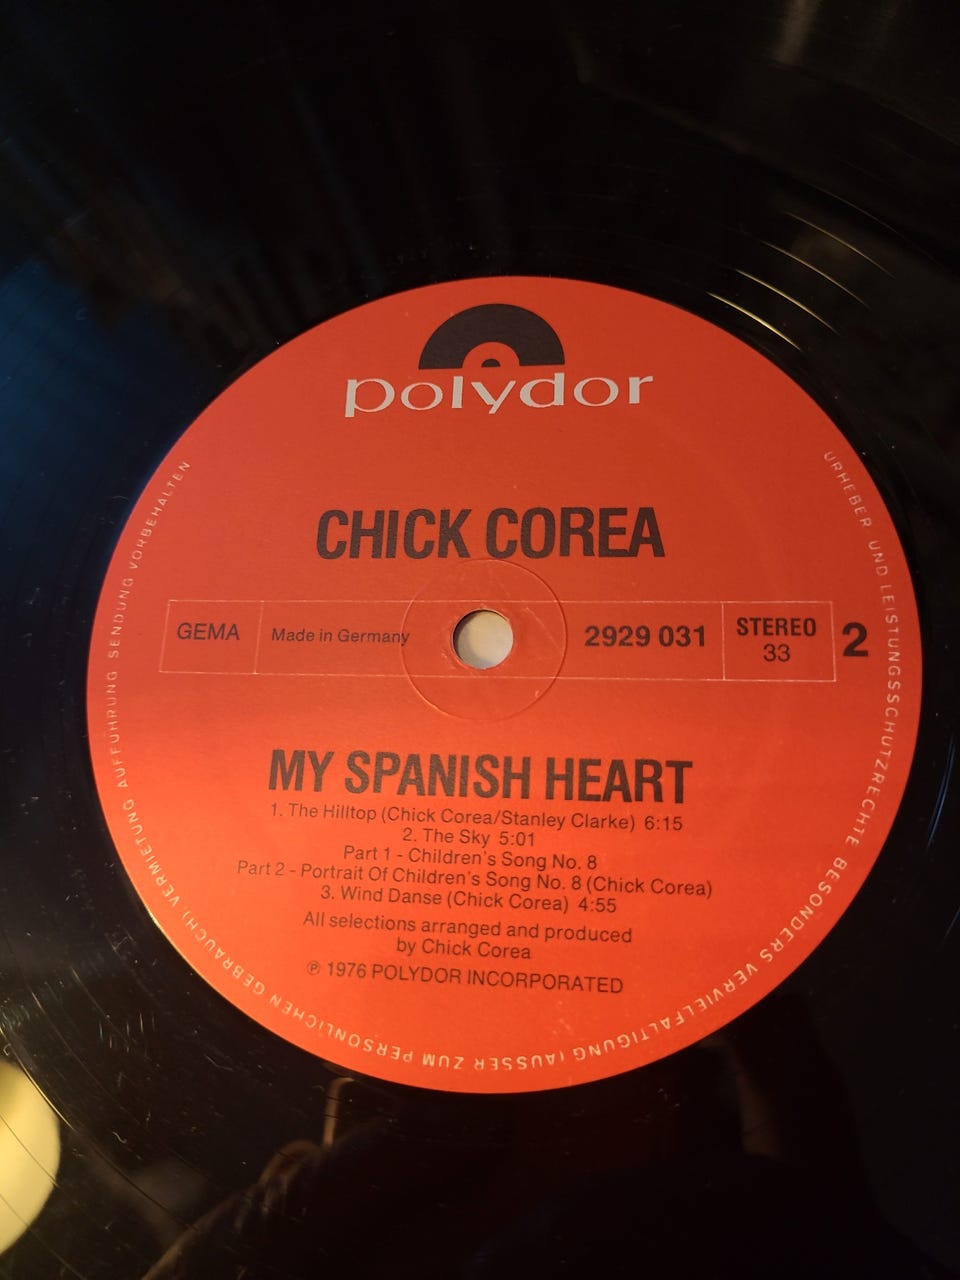 polydor
CHICK COREA
GEMA
Made in Germany
2929 031
STEREO
33
2
MY SPANISH HEART
1. The Hilltop (Chick Corea/Stanley Clarke) 6:15
2. The Sky 5:01
Part 1 - Children's Song No. 8
Part 2 - Portrait Of Children's Song No. 8 (Chick Corea)
3. Wind Danse (Chick Corea) 4:55
All selections arranged and produced
by Chick Corea
℗ 1976 POLYDOR INCORPORATED
URHEBER UND LEISTUNGSSCHUTZRECHTE BESONDERS VERVIELFÄLTIGUNG (AUSSER ZUM PERSÖNLICHEN GEBRAUCH), VERMIETUNG AUFFÜHRUNG SENDUNG VORBEHALTEN